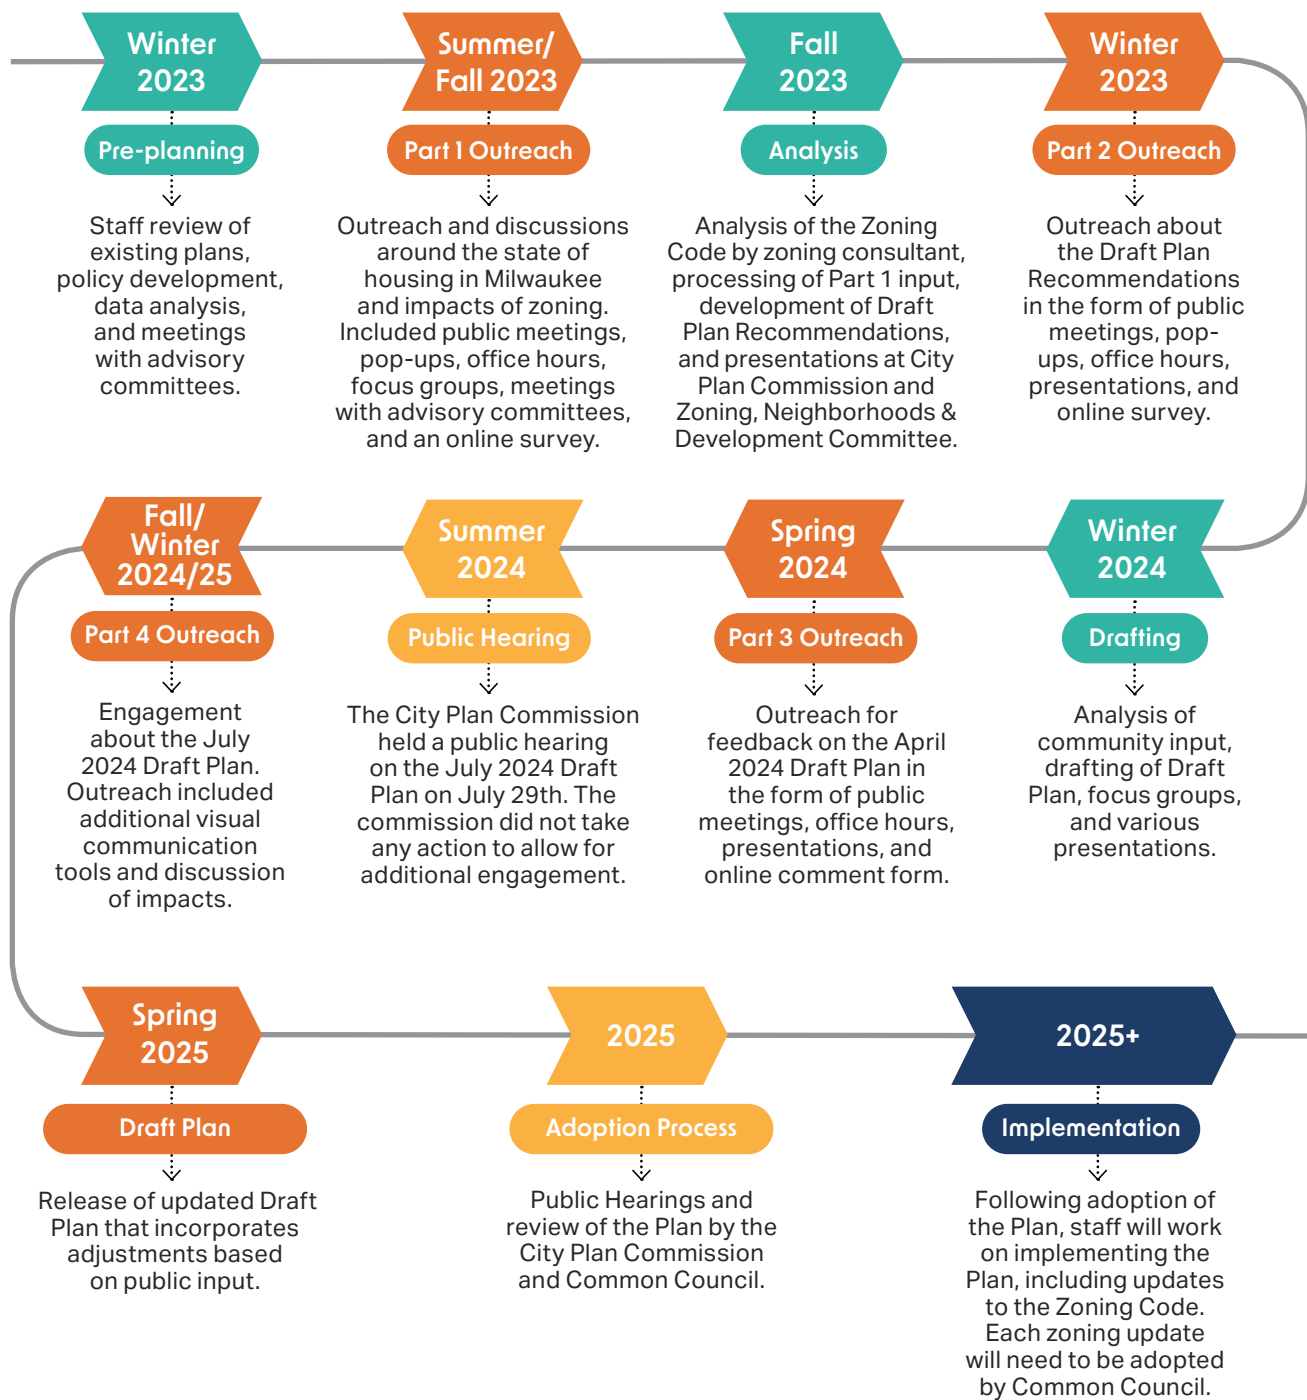 Winter
2023
Pre-planning
Staff review of
existing plans,
policy development,
data analysis,
and meetings
with advisory
committees.
Summer/
Fall 2023
Part 1 Outreach
Outreach and discussions
around the state of
housing in Milwaukee
and impacts of zoning.
Included public meetings,
pop-ups, office hours,
focus groups, meetings
with advisory committees,
and an online survey.
Fall
2023
Analysis
Analysis of the Zoning
Code by zoning consultant,
processing of Part 1 input,
development of Draft
Plan Recommendations,
and presentations at City
Plan Commission and
Zoning, Neighborhoods &
Development Committee.
Winter
2023
Part 2 Outreach
Outreach about
the Draft Plan
Recommendations
in the form of public
meetings, pop-
ups, office hours,
presentations, and
online survey.
Winter
2024
Drafting
Analysis of
community input,
drafting of Draft
Plan, focus groups,
and various
presentations.
Spring
2024
Part 3 Outreach
Outreach for
feedback on the April
2024 Draft Plan in
the form of public
meetings, office hours,
presentations, and
online comment form.
Summer
2024
Public Hearing
The City Plan Commission
held a public hearing
on the July 2024 Draft
Plan on July 29th. The
commission did not take
any action to allow for
additional engagement.
Fall/
Winter
2024/25
Part 4 Outreach
Engagement
about the July
2024 Draft Plan.
Outreach included
additional visual
communication
tools and discussion
of impacts.
Spring
2025
Draft Plan
Release of updated Draft
Plan that incorporates
adjustments based
on public input.
2025
Adoption Process
Public Hearings and
review of the Plan by the
City Plan Commission
and Common Council.
2025+
Implementation
Following adoption of
the Plan, staff will work
on implementing the
Plan, including updates
to the Zoning Code.
Each zoning update
will need to be adopted
by Common Council.